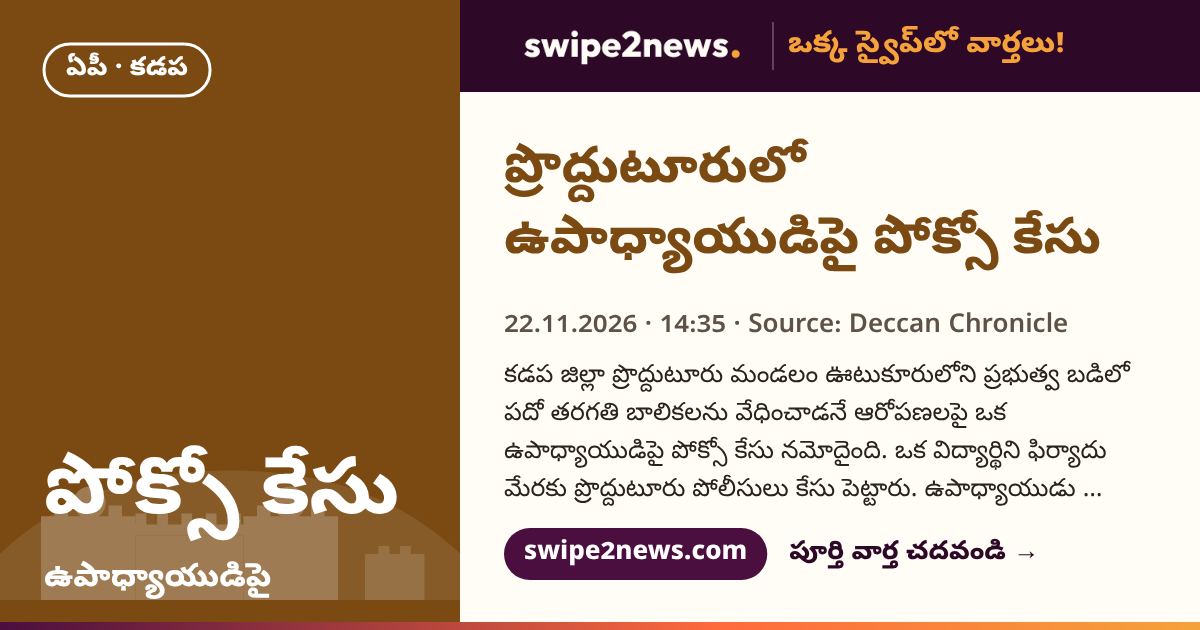 ఏపీ · కడప
పోక్సో కేసు
ఉపాధ్యాయుడిపై
swipe2news.
ఒక్క స్వైప్‌లో వార్తలు!
ప్రొద్దుటూరులో
ఉపాధ్యాయుడిపై పోక్సో కేసు
22.11.2026 · 14:35 · Source: Deccan Chronicle
కడప జిల్లా ప్రొద్దుటూరు మండలం ఊటుకూరులోని ప్రభుత్వ బడిలో
పదో తరగతి బాలికలను వేధించాడనే ఆరోపణలపై ఒక
ఉపాధ్యాయుడిపై పోక్సో కేసు నమోదైంది. ఒక విద్యార్థిని ఫిర్యాదు
మేరకు ప్రొద్దుటూరు పోలీసులు కేసు పెట్టారు. ఉపాధ్యాయుడు ...
swipe2news.com
పూర్తి వార్త చదవండి →